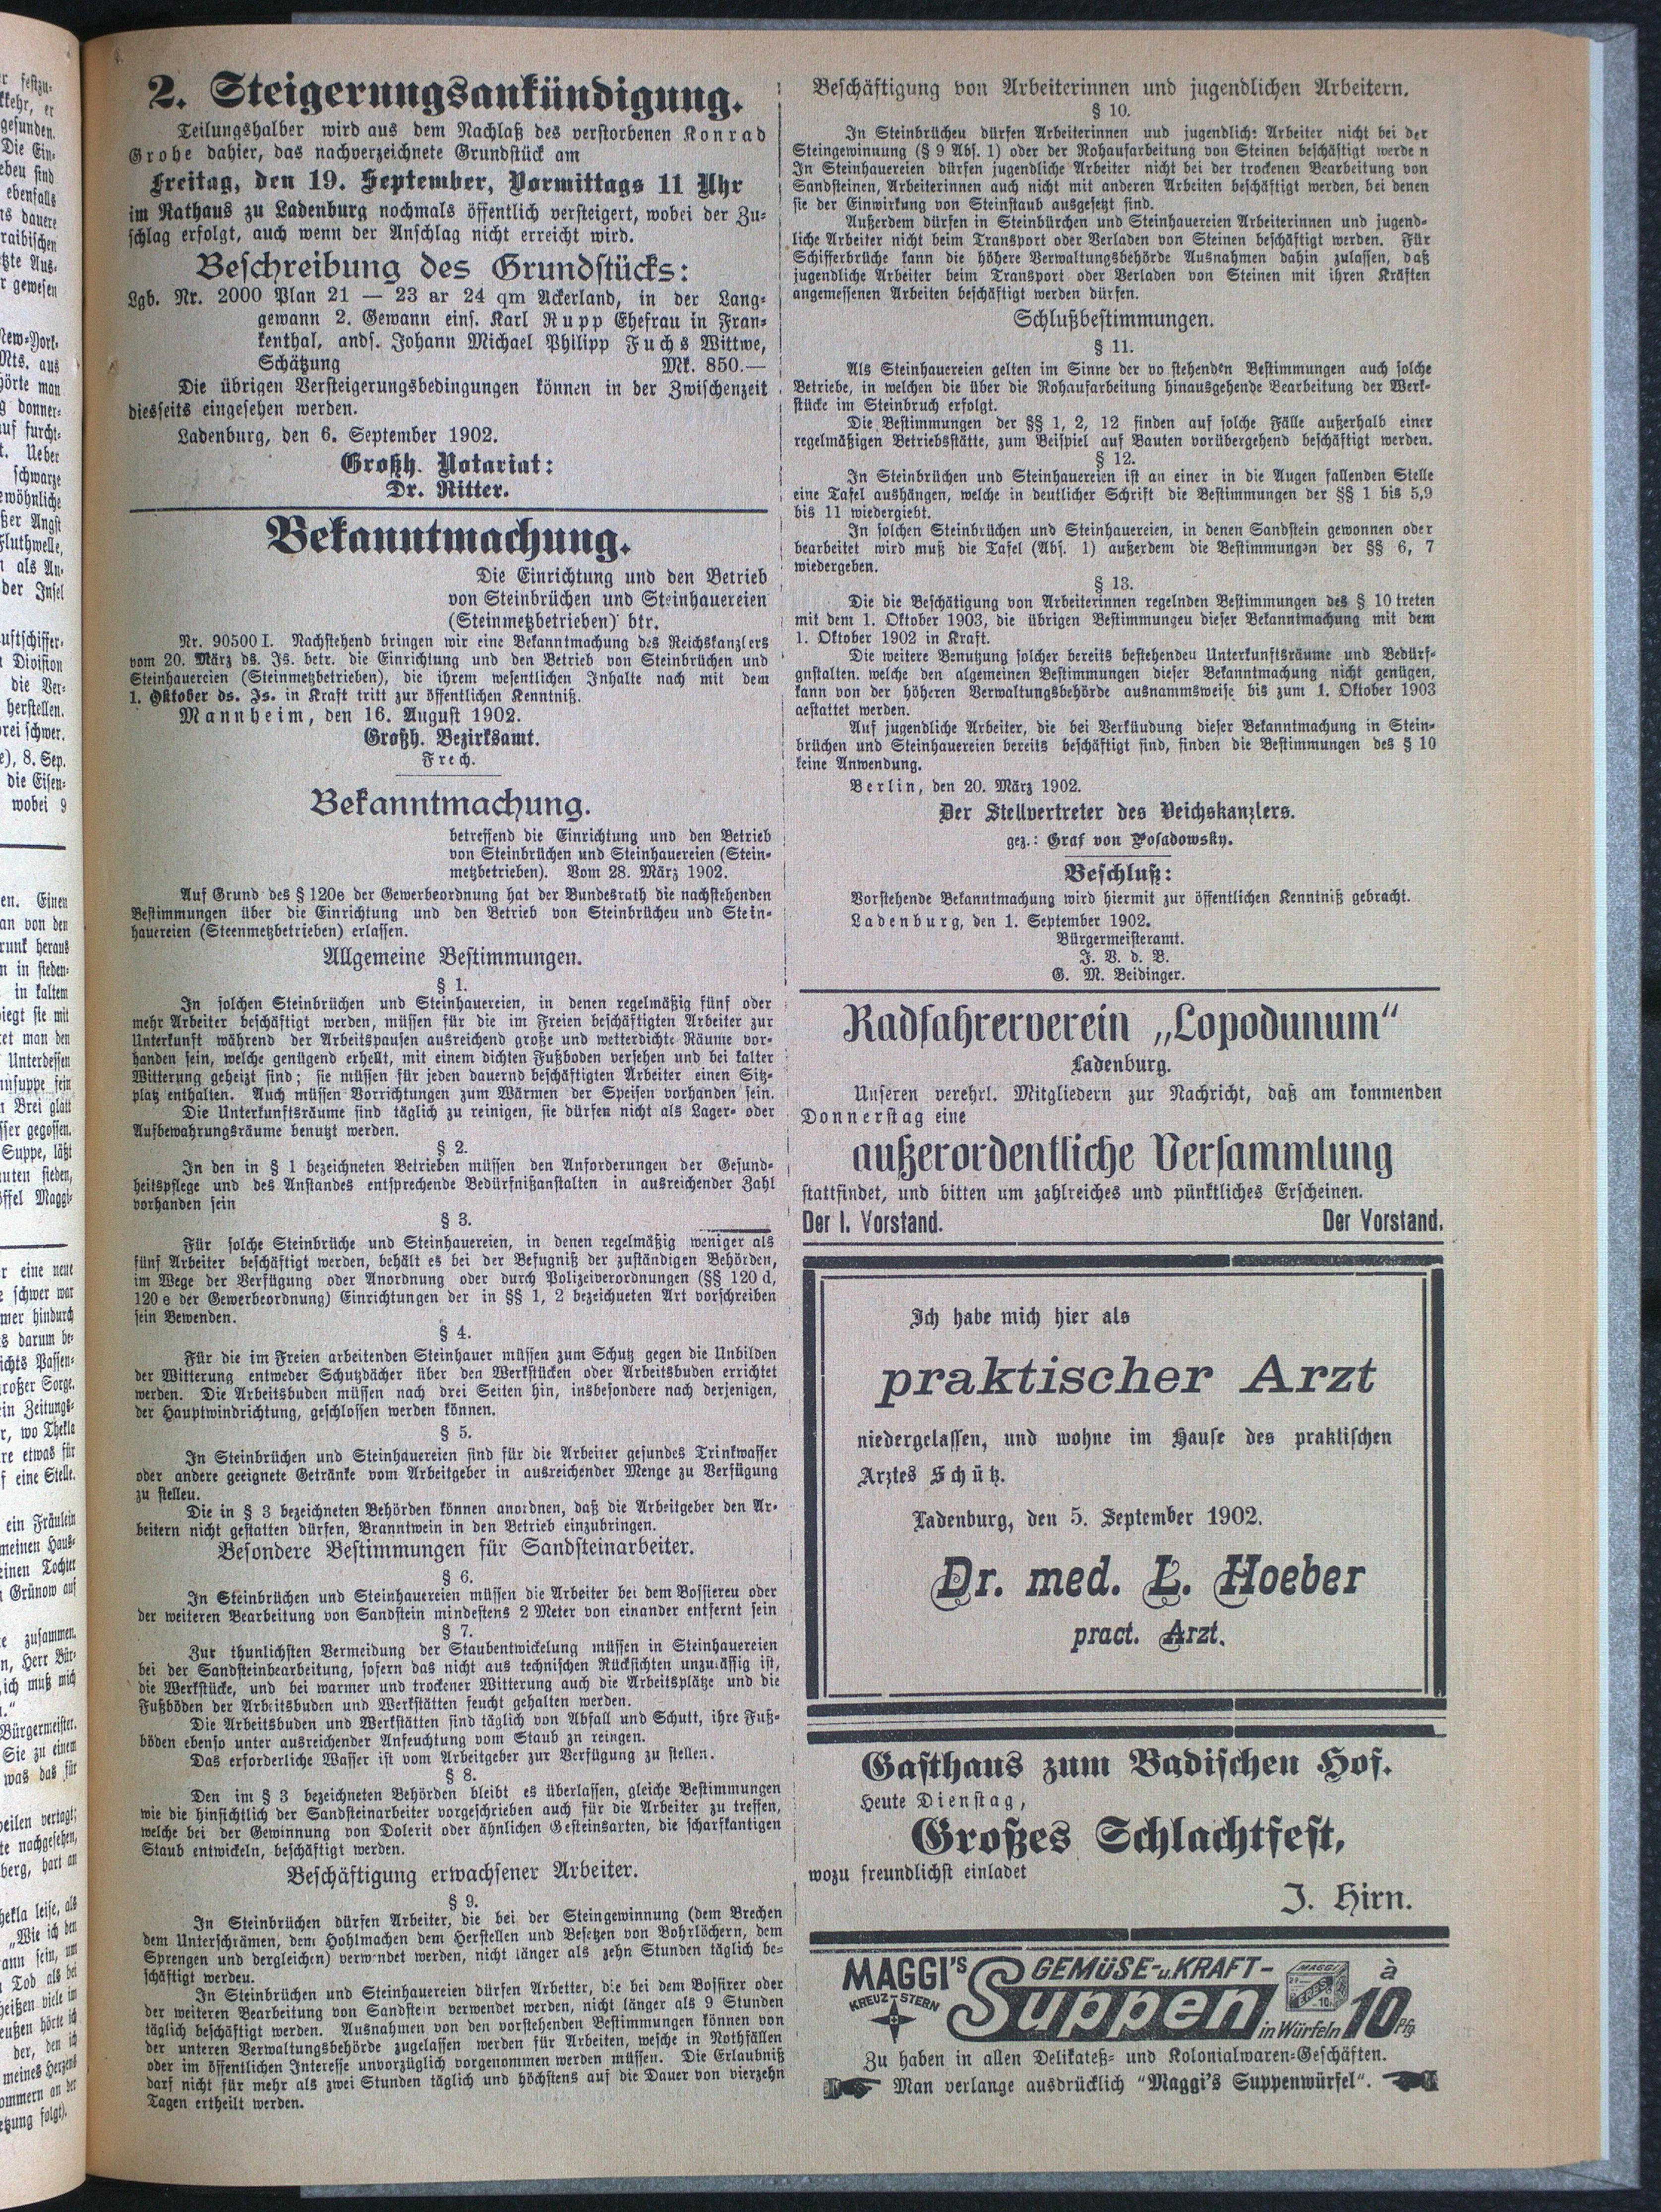 2. Steigerungsankündigung.
Teilungshalber wird aus dem Nachlaß des verstorbenen Konrad
Grohe dahier, das nachverzeichnete Grundstück am
Freitag, den 19. September, Vormittags 11 Uhr
im Rathaus zu Ladenburg nochmals öffentlich versteigert, wobei der Zu-
schlag erfolgt, auch wenn der Anschlag nicht erreicht wird.
Beschreibung des Grundstücks:
Lgb. Nr. 2000 Plan 21 — 23 ar 24 qm Ackerland, in der Lang-
gewann 2. Gewann eins. Karl Rupp Ehefrau in Fran-
kenthal, ands. Johann Michael Philipp Fuchs Wittwe,
Schätzung Mk. 850.—
Die übrigen Versteigerungsbedingungen können in der Zwischenzeit
diesseits eingesehen werden.
Ladenburg, den 6. September 1902.
Großh. Notariat:
Dr. Ritter.
Bekanntmachung.
Die Einrichtung und den Betrieb
von Steinbrüchen und Steinhauereien
(Steinmetzbetrieben) btr.
Nr. 90500 I. Nachstehend bringen wir eine Bekanntmachung des Reichskanzlers
vom 20. März ds. Js. betr. die Einrichtung und den Betrieb von Steinbrüchen und
Steinhauereien (Steinmetzbetrieben), die ihrem wesentlichen Inhalte nach mit dem
1. Oktober ds. Js. in Kraft tritt zur öffentlichen Kenntniß.
Mannheim, den 16. August 1902.
Großh. Bezirksamt.
Frech.
Bekanntmachung.
betreffend die Einrichtung und den Betrieb
von Steinbrüchen und Steinhauereien (Stein-
metzbetrieben). Vom 28. März 1902.
Auf Grund des § 120e der Gewerbeordnung hat der Bundesrath die nachstehenden
Bestimmungen über die Einrichtung und den Betrieb von Steinbrücheu und Stein-
hauereien (Steenmetzbetrieben) erlassen.
Allgemeine Bestimmungen.
§ 1.
In solchen Steinbrüchen und Steinhauereien, in denen regelmäßig fünf oder
mehr Arbeiter beschäftigt werden, müssen für die im Freien beschäftigten Arbeiter zur
Unterkunft während der Arbeitspausen ausreichend große und wetterdichte Räume vor-
handen sein, welche genügend erhellt, mit einem dichten Fußboden versehen und bei kalter
Witterung geheizt sind; sie müssen für jeden dauernd beschäftigten Arbeiter einen Sitz-
platz enthalten. Auch müssen Vorrichtungen zum Wärmen der Speisen vorhanden sein.
Die Unterkunftsräume sind täglich zu reinigen, sie dürfen nicht als Lager- oder
Aufbewahrungsräume benutzt werden.
§ 2.
In den in § 1 bezeichneten Betrieben müssen den Anforderungen der Gesund-
heitspflege und des Anstandes entsprechende Bedürfnißanstalten in ausreichender Zahl
vorhanden sein
§ 3.
Für solche Steinbrüche und Steinhauereien, in denen regelmäßig weniger als
fünf Arbeiter beschäftigt werden, behält es bei der Befugniß der zuständigen Behörden,
im Wege der Verfügung oder Anordnung oder durch Polizeiverordnungen (§§ 120 d,
120 e der Gewerbeordnung) Einrichtungen der in §§ 1, 2 bezeichueten Art vorschreiben
sein Bewenden.
§ 4.
Für die im Freien arbeitenden Steinhauer müssen zum Schutz gegen die Unbilden
der Witterung entweder Schutzdächer über den Werkstücken oder Arbeitsbuden errichtet
werden. Die Arbeitsbuden müssen nach drei Seiten hin, insbesondere nach derjenigen,
der Hauptwindrichtung, geschlossen werden können.
§ 5.
In Steinbrüchen und Steinhauereien sind für die Arbeiter gesundes Trinkwasser
oder andere geeignete Getränke vom Arbeitgeber in ausreichender Menge zu Verfügung
zu stelleu.
Die in § 3 bezeichneten Behörden können anordnen, daß die Arbeitgeber den Ar-
beitern nicht gestatten dürfen, Branntwein in den Betrieb einzubringen.
Besondere Bestimmungen für Sandsteinarbeiter.
§ 6.
In Steinbrüchen und Steinhauereien müssen die Arbeiter bei dem Bossiereu oder
der weiteren Bearbeitung von Sandstein mindestens 2 Meter von einander entfernt sein
§ 7.
Zur thunlichsten Vermeidung der Staubentwickelung müssen in Steinhauereien
bei der Sandsteinbearbeitung, sofern das nicht aus technischen Rücksichten unzulässig ist,
die Werkstücke, und bei warmer und trockener Witterung auch die Arbeitsplätze und die
Fußböden der Arbeitsbuden und Werkstätten feucht gehalten werden.
Die Arbeitsbuden und Werkstätten sind täglich von Abfall und Schutt, ihre Fuß-
böden ebenso unter ausreichender Anfeuchtung vom Staub zu reingen.
Das erforderliche Wasser ist vom Arbeitgeber zur Verfügung zu stellen.
§ 8.
Den im § 3 bezeichneten Behörden bleibt es überlassen, gleiche Bestimmungen
wie die hinsichtlich der Sandsteinarbeiter vorgeschrieben auch für die Arbeiter zu treffen,
welche bei der Gewinnung von Dolerit oder ähnlichen Gesteinsarten, die scharfkantigen
Staub entwickeln, beschäftigt werden.
Beschäftigung erwachsener Arbeiter.
§ 9.
In Steinbrüchen dürfen Arbeiter, die bei der Steingewinnung (dem Brechen
dem Unterschrämen, dem Hohlmachen dem Herstellen und Besetzen von Bohrlöchern, dem
Sprengen und dergleichen) verwendet werden, nicht länger als zehn Stunden täglich be-
schäftigt werdeu.
In Steinbrüchen und Steinhauereien dürfen Arbetter, die bei dem Bossirer oder
der weiteren Bearbeitung von Sandstein verwendet werden, nicht länger als 9 Stunden
täglich beschäftigt werden. Ausnahmen von den vorstehenden Bestimmungen können von
der unteren Verwaltungsbehörde zugelassen werden für Arbeiten, wesche in Nothfällen
oder im öffentlichen Interesse unvorzüglich vorgenommen werden müssen. Die Erlaubniß
darf nicht für mehr als zwei Stunden täglich und höchstens auf die Dauer von vierzehn
Tagen ertheilt werden.
Beschäftigung von Arbeiterinnen und jugendlichen Arbeitern.
§ 10.
In Steinbrücheu dürfen Arbeiterinnen uud jugendliche Arbeiter nicht bei der
Steingewinnung (§ 9 Abs. 1) oder der Rohaufarbeitung von Steinen beschäftigt werde n
In Steinhauereien dürfen jugendliche Arbeiter nicht bei der trockenen Bearbeitung von
Sandsteinen, Arbeiterinnen auch nicht mit anderen Arbeiten beschäftigt werden, bei denen
sie der Einwirkung von Steinstaub ausgesetzt sind.
Außerdem dürfen in Steinbürchen und Steinhauereien Arbeiterinnen und jugend-
liche Arbeiter nicht beim Transport oder Verladen von Steinen beschäftigt werden. Für
Schifferbrüche kann die höhere Verwaltungsbehörde Ausnahmen dahin zulassen, daß
jugendliche Arbeiter beim Transport oder Verladen von Steinen mit ihren Kräften
angemessenen Arbeiten beschäftigt werden dürfen.
Schlußbestimmungen.
§ 11.
Als Steinhauereien gelten im Sinne der vo stehenden Bestimmungen auch solche
Betriebe, in welchen die über die Rohaufarbeitung hinausgehende Bearbeitung der Werk-
stücke im Steinbruch erfolgt.
Die Bestimmungen der §§ 1, 2, 12 finden auf solche Fälle außerhalb einer
regelmäßigen Betriebsstätte, zum Beispiel auf Bauten vorübergehend beschäftigt werden.
§ 12.
In Steinbrüchen und Steinhauereien ist an einer in die Augen fallenden Stelle
eine Tafel aushängen, welche in deutlicher Schrift die Bestimmungen der §§ 1 bis 5,9
bis 11 wiedergiebt.
In solchen Steinbrüchen und Steinhauereien, in denen Sandstein gewonnen oder
bearbeitet wird muß die Tafel (Abs. 1) außerdem die Bestimmungen der §§ 6, 7
wiedergeben.
§ 13.
Die die Beschätigung von Arbeiterinnen regelnden Bestimmungen des § 10 treten
mit dem 1. Oktober 1903, die übrigen Bestimmungeu dieser Bekanntmachung mit dem
1. Oktober 1902 in Kraft.
Die weitere Benutzung solcher bereits bestehendeu Unterkunftsräume und Bedürf-
gnstalten. welche den allgemeinen Bestimmungen dieser Bekanntmachung nicht genügen,
kann von der höheren Verwaltungsbehörde ausnammsweise bis zum 1. Oktober 1903
gestattet werden.
Auf jugendliche Arbeiter, die bei Verküudung dieser Bekanntmachung in Stein-
brüchen und Steinhauereien bereits beschäftigt sind, finden die Bestimmungen des § 10
keine Anwendung.
Berlin, den 20. März 1902.
Der Stellvertreter des Reichskanzlers.
gez.: Graf von Posadowsky.
Beschluß:
Vorstehende Bekanntmachung wird hiermit zur öffentlichen Kenntniß gebracht.
Ladenburg, den 1. September 1902.
Bürgermeisteramt.
J. V. d. B.
G. M. Beidinger.
Radfahrerverein „Lopodunum“
Ladenburg.
Unseren verehrl. Mitgliedern zur Nachricht, daß am kommenden
Donnerstag eine
außerordentliche Versammlung
stattfindet, und bitten um zahlreiches und pünktliches Erscheinen.
Der I. Vorstand. Der Vorstand.
Ich habe mich hier als
praktischer Arzt
niedergelassen, und wohne im Hause des praktischen
Arztes Schütz.
Ladenburg, den 5. September 1902.
Dr. med. L. Hoeber
pract. Arzt.
Gasthaus zum Badischen Hof.
Heute Dienstag,
Großes Schlachtfest,
wozu freundlichst einladet
J. Hirn.
MAGGI'S GEMÜSE- u. KRAFT-
KREUZ-STERN Suppen in Würfeln à 10 Pfg.
Zu haben in allen Delikateß- und Kolonialwaren-Geschäften.
Man verlange ausdrücklich "Maggi's Suppenwürfel".